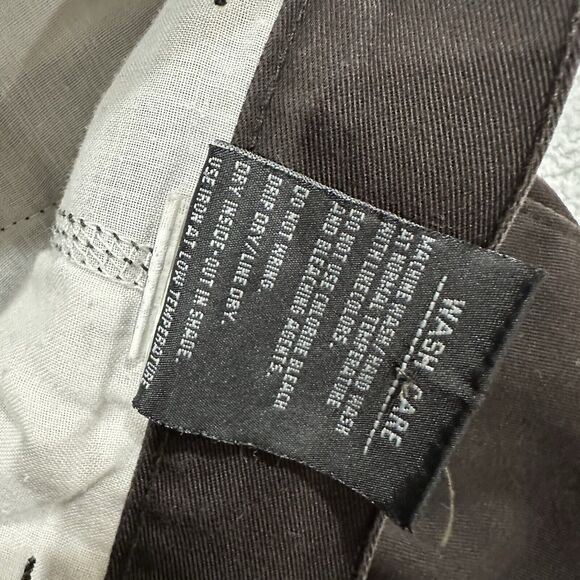 WASH CARE
MACHINE WASH/HAND WASH
AT NORMAL TEMPERATURE
WITH LIKE COLORS.
DO NOT USE CHLORINE BLEACH
AND BLEACHING AGENTS.
DO NOT WRING.
DRIP DRY/LINE DRY.
DRY INSIDE-OUT IN SHADE.
USE IRON AT LOW TEMPERATURE